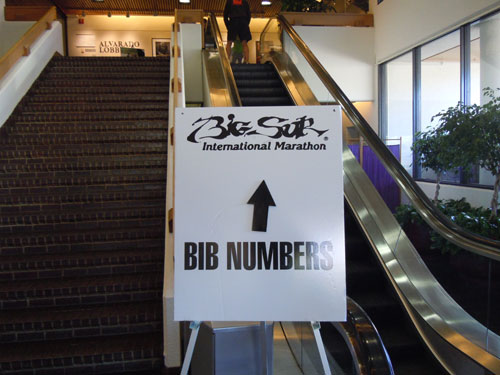 ALVARADO
LOBBY
Big Sur®
International Marathon
BIB NUMBERS